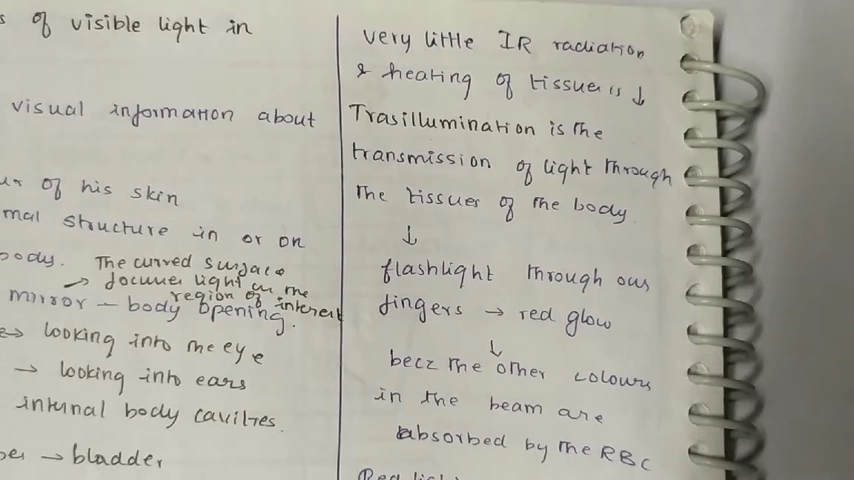 of visible light in
visual information about
of his skin
structure in or on
The curved surface
→ focuses light on the
region of interest
mirror – body opening.
→ looking into the eye
→ looking into ears
internal body cavities.
→ bladder
very little IR radiation
& heating of tissue is ↓
Trasillumination is the
transmission of light through
the tissues of the body
↓
flashlight through our
fingers → red glow
↓
becz the other colours
in the beam are
absorbed by the RBC